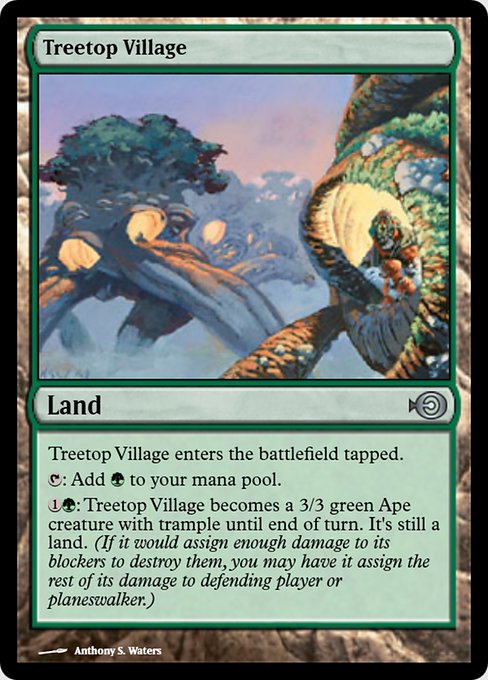 Treetop Village
Land
Treetop Village enters the battlefield tapped.
: Add to your mana pool.
1: Treetop Village becomes a 3/3 green Ape
creature with trample until end of turn. It's still a
land. (If it would assign enough damage to its
blockers to destroy them, you may have it assign the
rest of its damage to defending player or
planeswalker.)
Anthony S. Waters